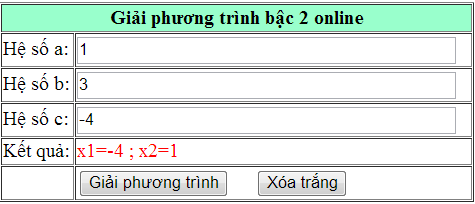 Giải phương trình bậc 2 online
Hệ số a: 1
Hệ số b: 3
Hệ số c: -4
Kết quả: x1=-4 ; x2=1
Giải phương trình Xóa trắng